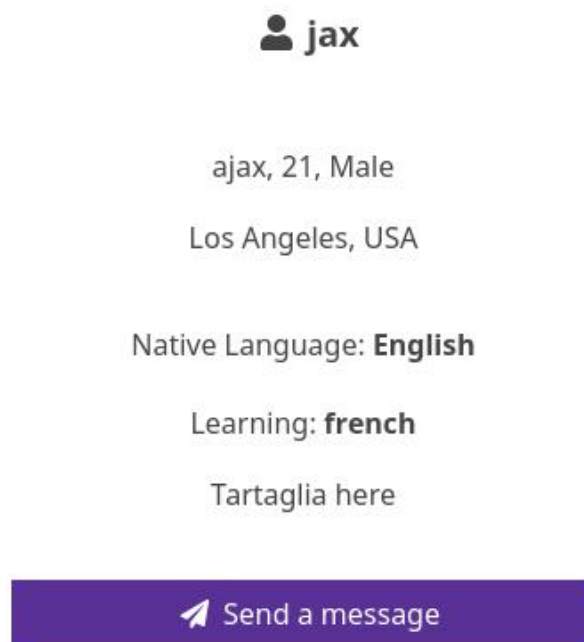 jax
ajax, 21, Male
Los Angeles, USA
Native Language: English
Learning: french
Tartaglia here
Send a message